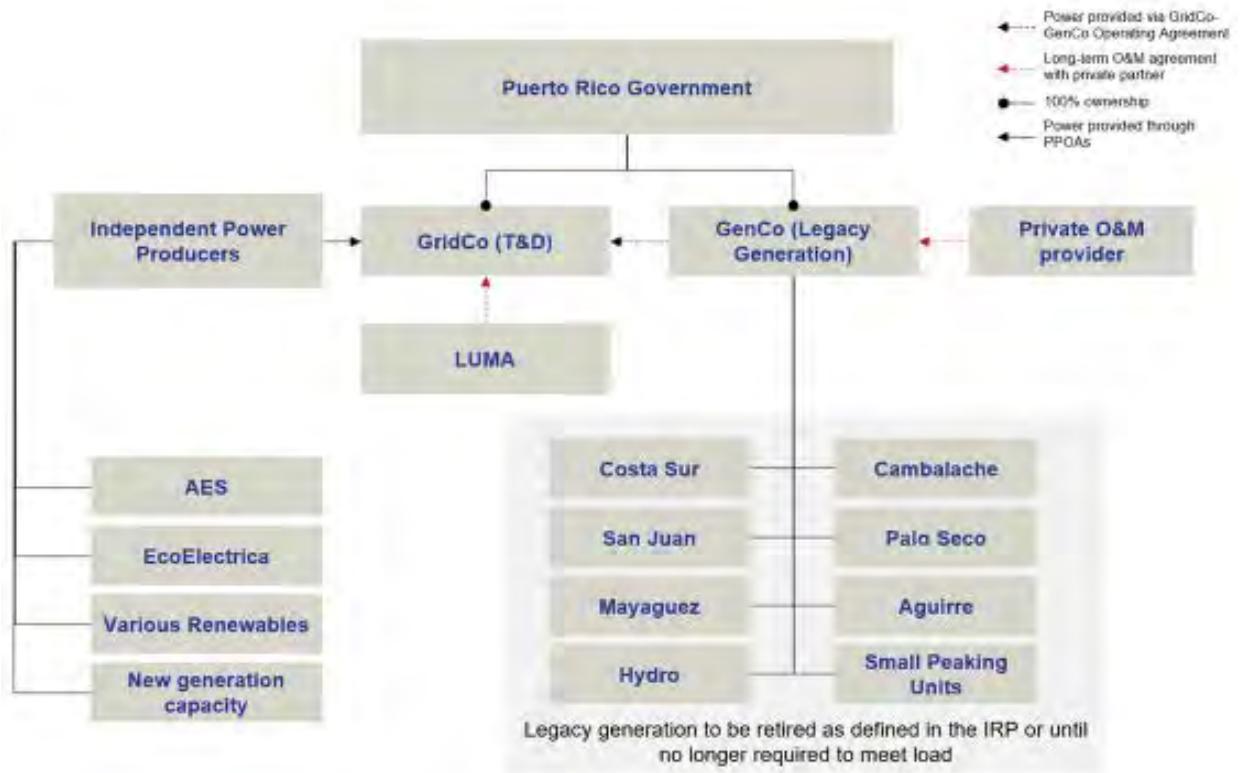 Power provided via GridCo-
GenCo Operating Agreement
Long-term O&M agreement
with private partner
100% ownership
Power provided through
PPOAs
Puerto Rico Government
Independent Power
Producers
GridCo (T&D)
GenCo (Legacy
Generation)
Private O&M
provider
LUMA
AES
EcoElectrica
Various Renewables
New generation
capacity
Costa Sur
Cambalache
San Juan
Palo Seco
Mayaguez
Aguirre
Hydro
Small Peaking
Units
Legacy generation to be retired as defined in the IRP or until
no longer required to meet load